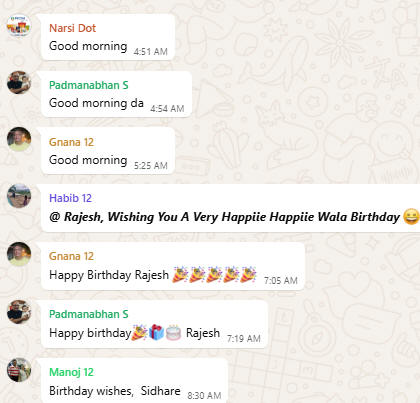 Narsi Dot
Good morning 4:51 AM
Padmanabhan S
Good morning da 4:54 AM
Gnana 12
Good morning 5:25 AM
Habib 12
@ Rajesh, Wishing You A Very Happiie Happiie Wala Birthday 😂
Gnana 12
Happy Birthday Rajesh 🎉🎉🎉🎉🎉 7:05 AM
Padmanabhan S
Happy birthday🎉🎁🎂 Rajesh 7:19 AM
Manoj 12
Birthday wishes, Sidhare 8:30 AM